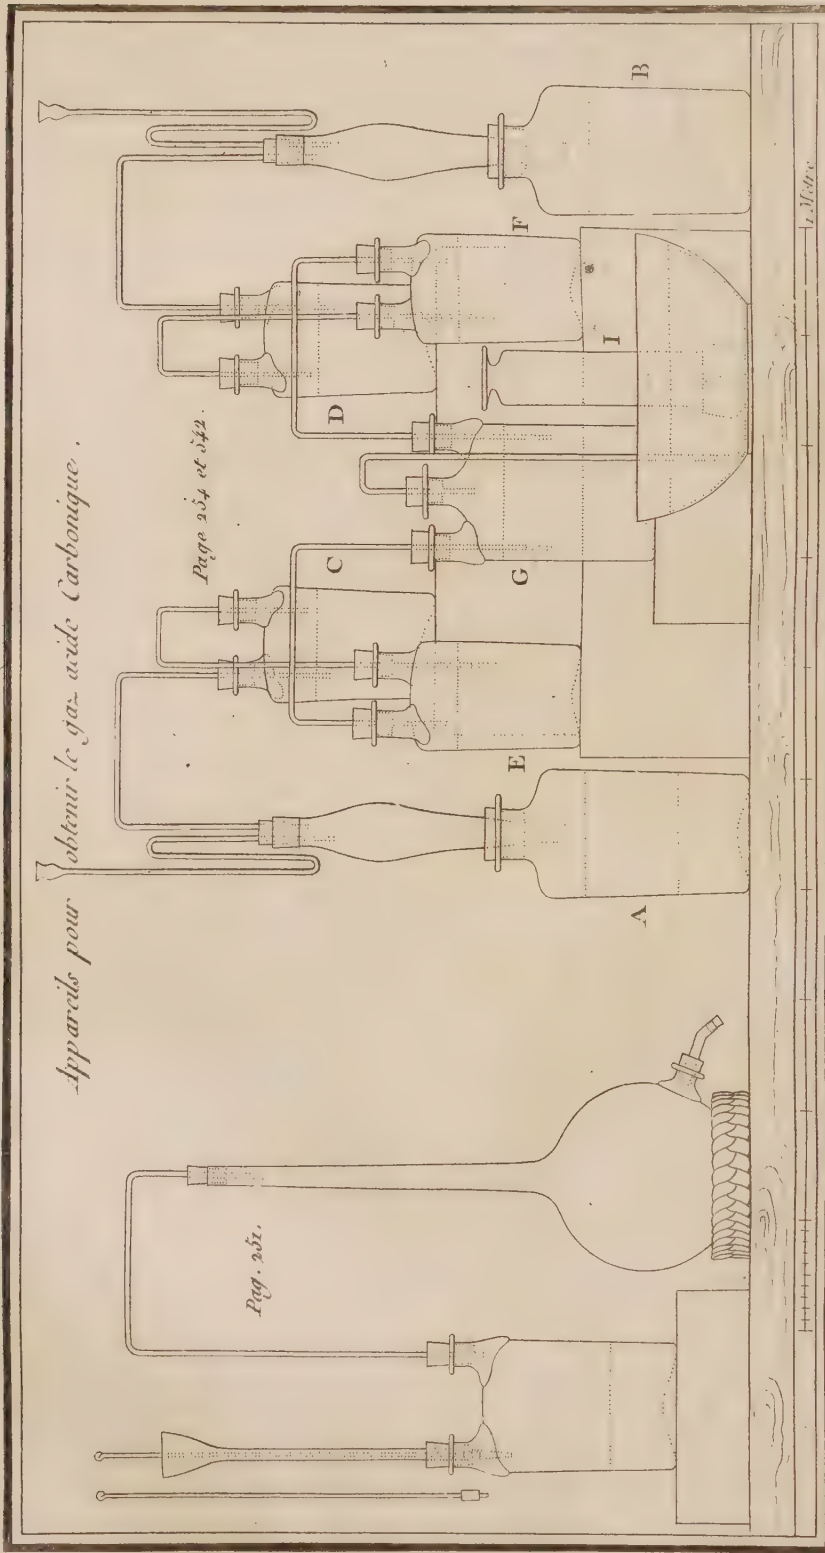 Appareils pour obtenir le gaz acide Carbonique.
Pag. 251.
Page 254 et 542.
A
B
C
D
E
F
G
I
1 Mètre